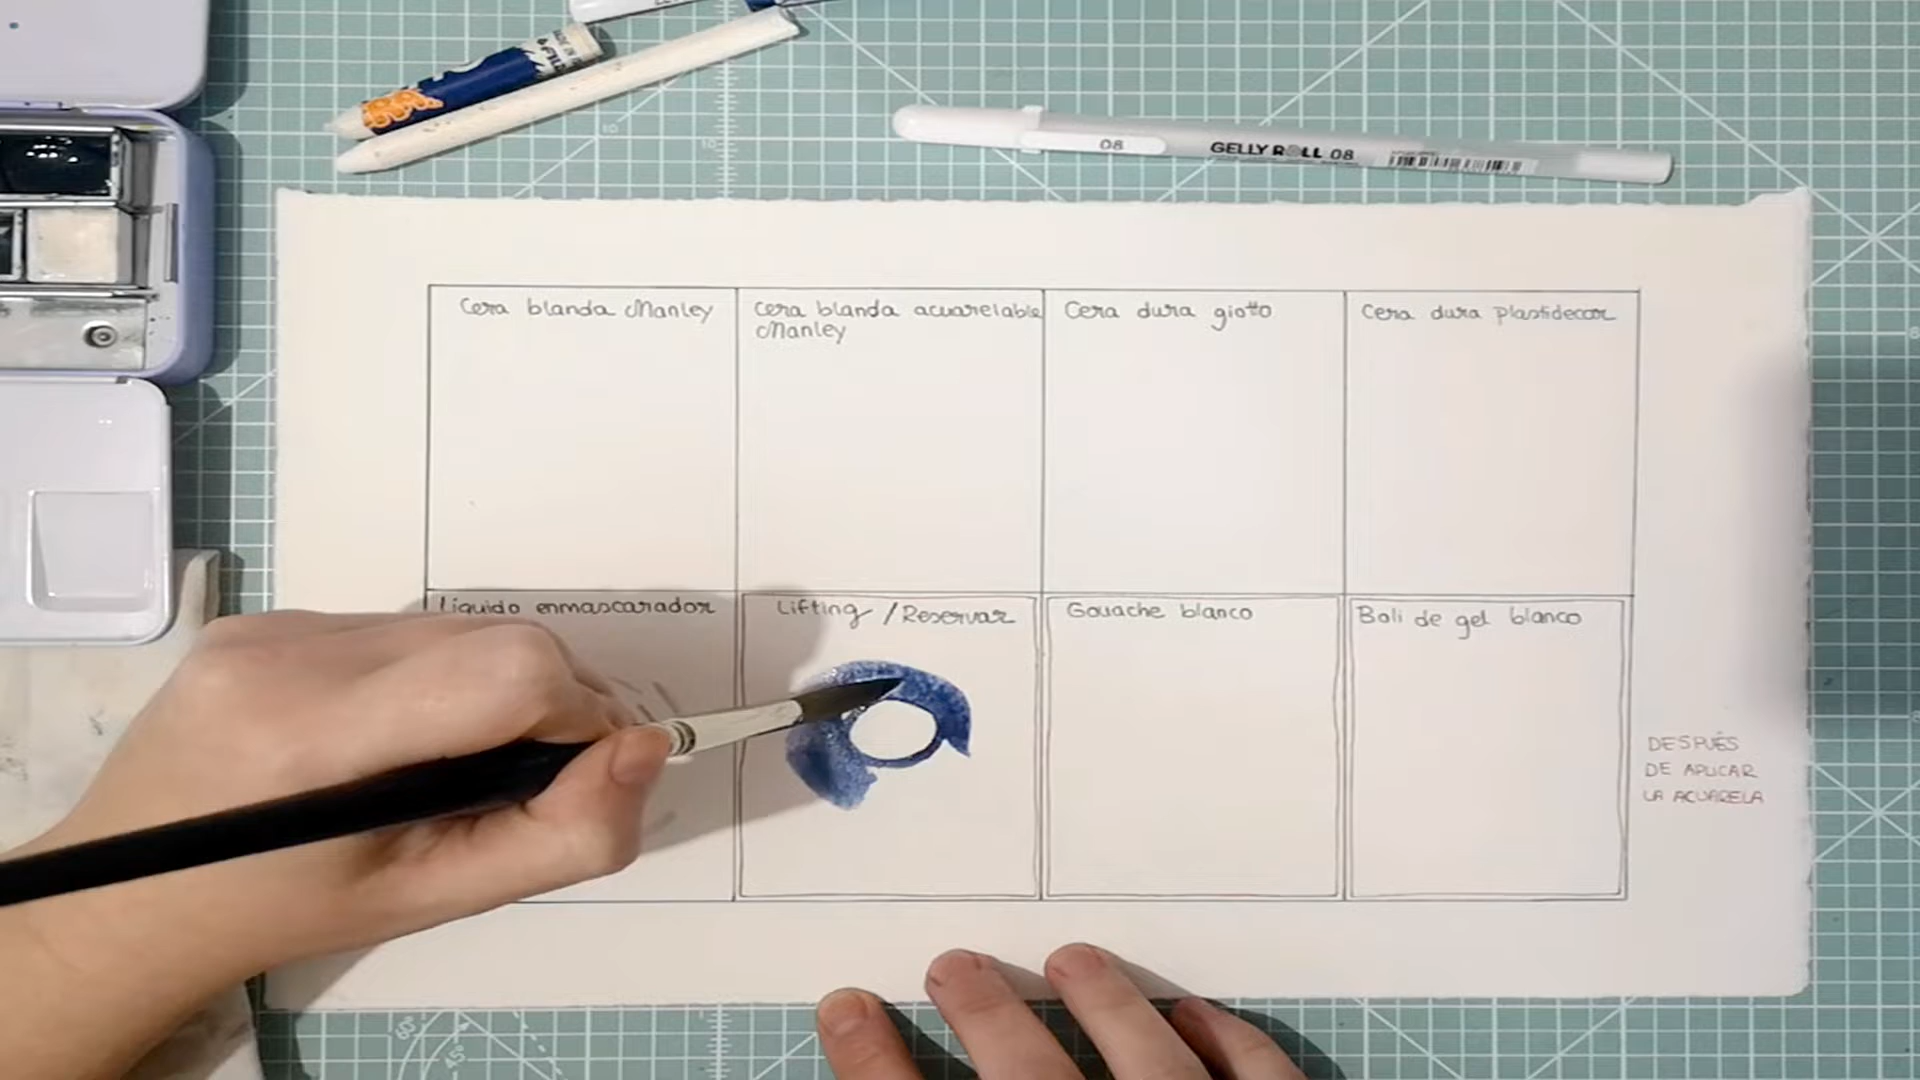 08
GELLY ROLL 08
Cera blanda Manley
Cera blanda acuarelable
Manley
Cera dura giotto
Cera dura plastidecor
Líquido enmascarador
Lifting / Reservar
Gouache blanco
Boli de gel blanco
DESPUÉS
DE APLICAR
LA ACUARELA